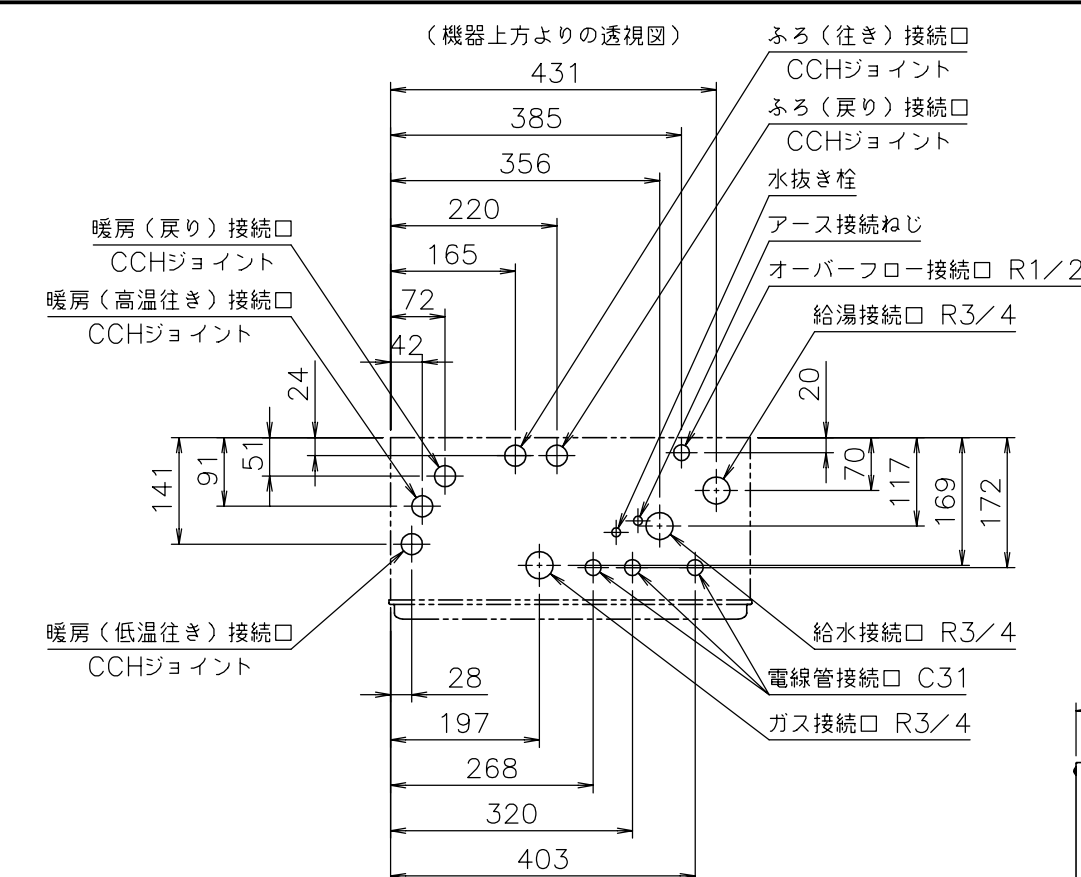 （機器上方よりの透視図）
ふろ（往き）接続口
CCHジョイント
431
ふろ（戻り）接続口
CCHジョイント
385
356
水抜き栓
220
アース接続ねじ
暖房（戻り）接続口
CCHジョイント
165
オーバーフロー接続口 R1/2
暖房（高温往き）接続口
CCHジョイント
72
給湯接続口 R3/4
42
24
20
51
91
141
70
117
169
172
暖房（低温往き）接続口
CCHジョイント
給水接続口 R3/4
28
電線管接続口 C31
197
ガス接続口 R3/4
268
320
403